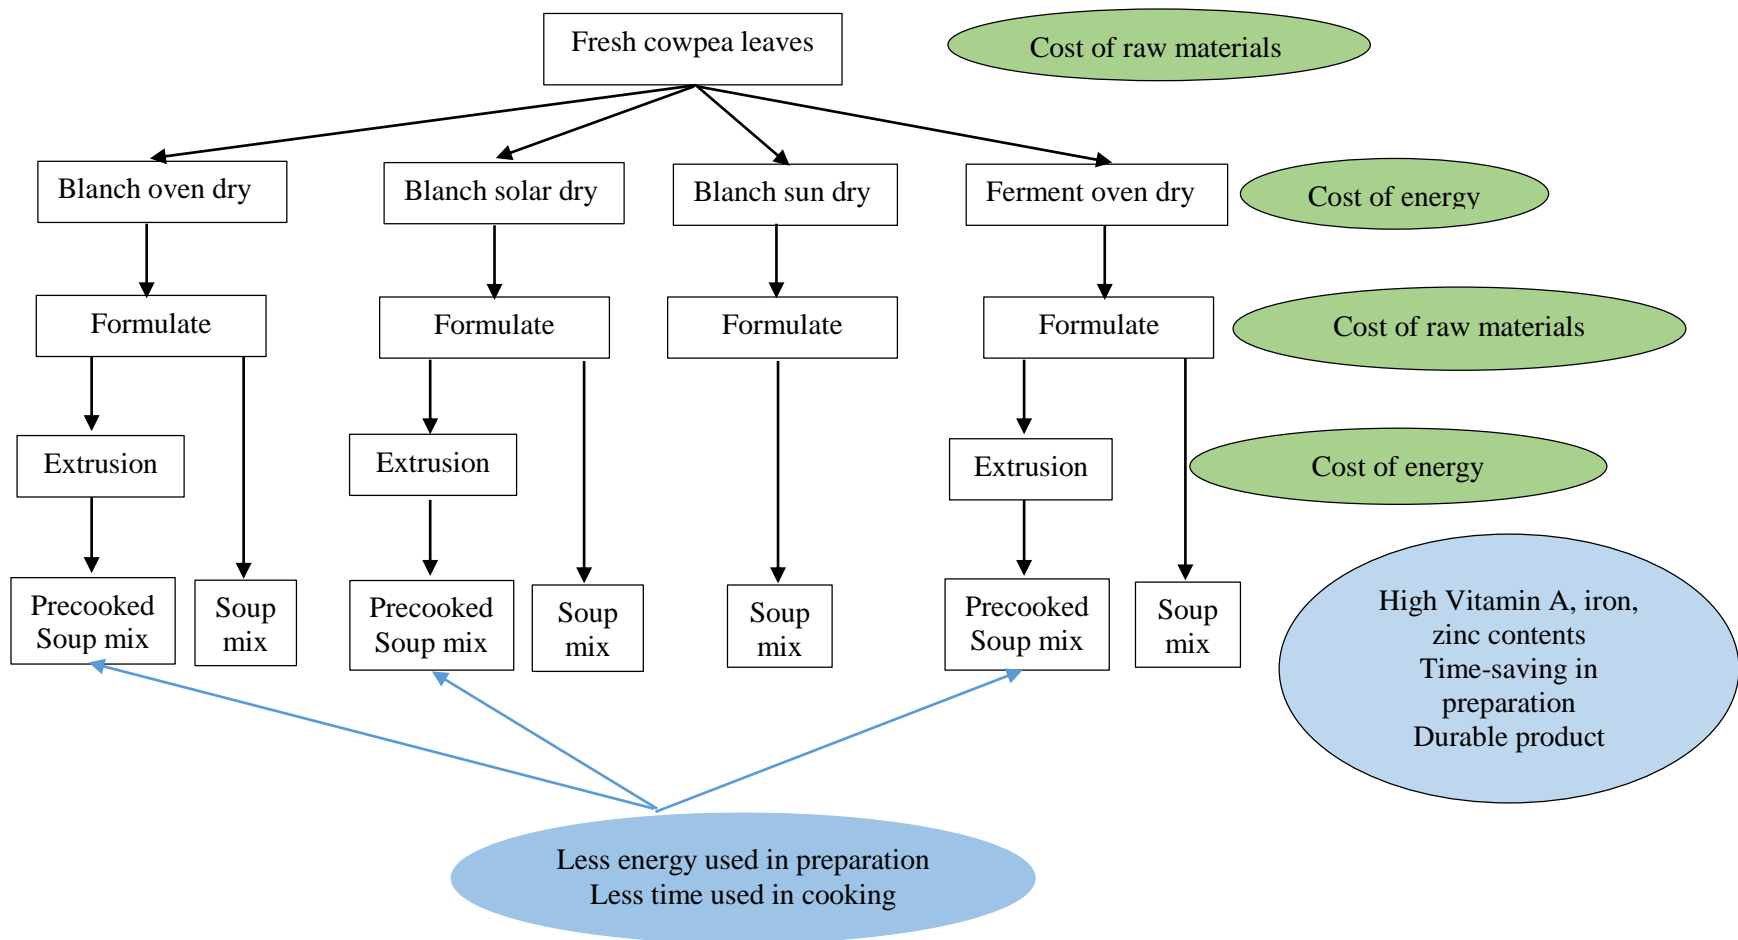 Fresh cowpea leaves
Cost of raw materials
Blanch oven dry
Blanch solar dry
Blanch sun dry
Ferment oven dry
Cost of energy
Formulate
Formulate
Formulate
Formulate
Cost of raw materials
Extrusion
Extrusion
Extrusion
Cost of energy
Precooked
Soup mix
Soup
mix
Precooked
Soup mix
Soup
mix
Soup
mix
Precooked
Soup mix
Soup
mix
High Vitamin A, iron,
zinc contents
Time-saving in
preparation
Durable product
Less energy used in preparation
Less time used in cooking